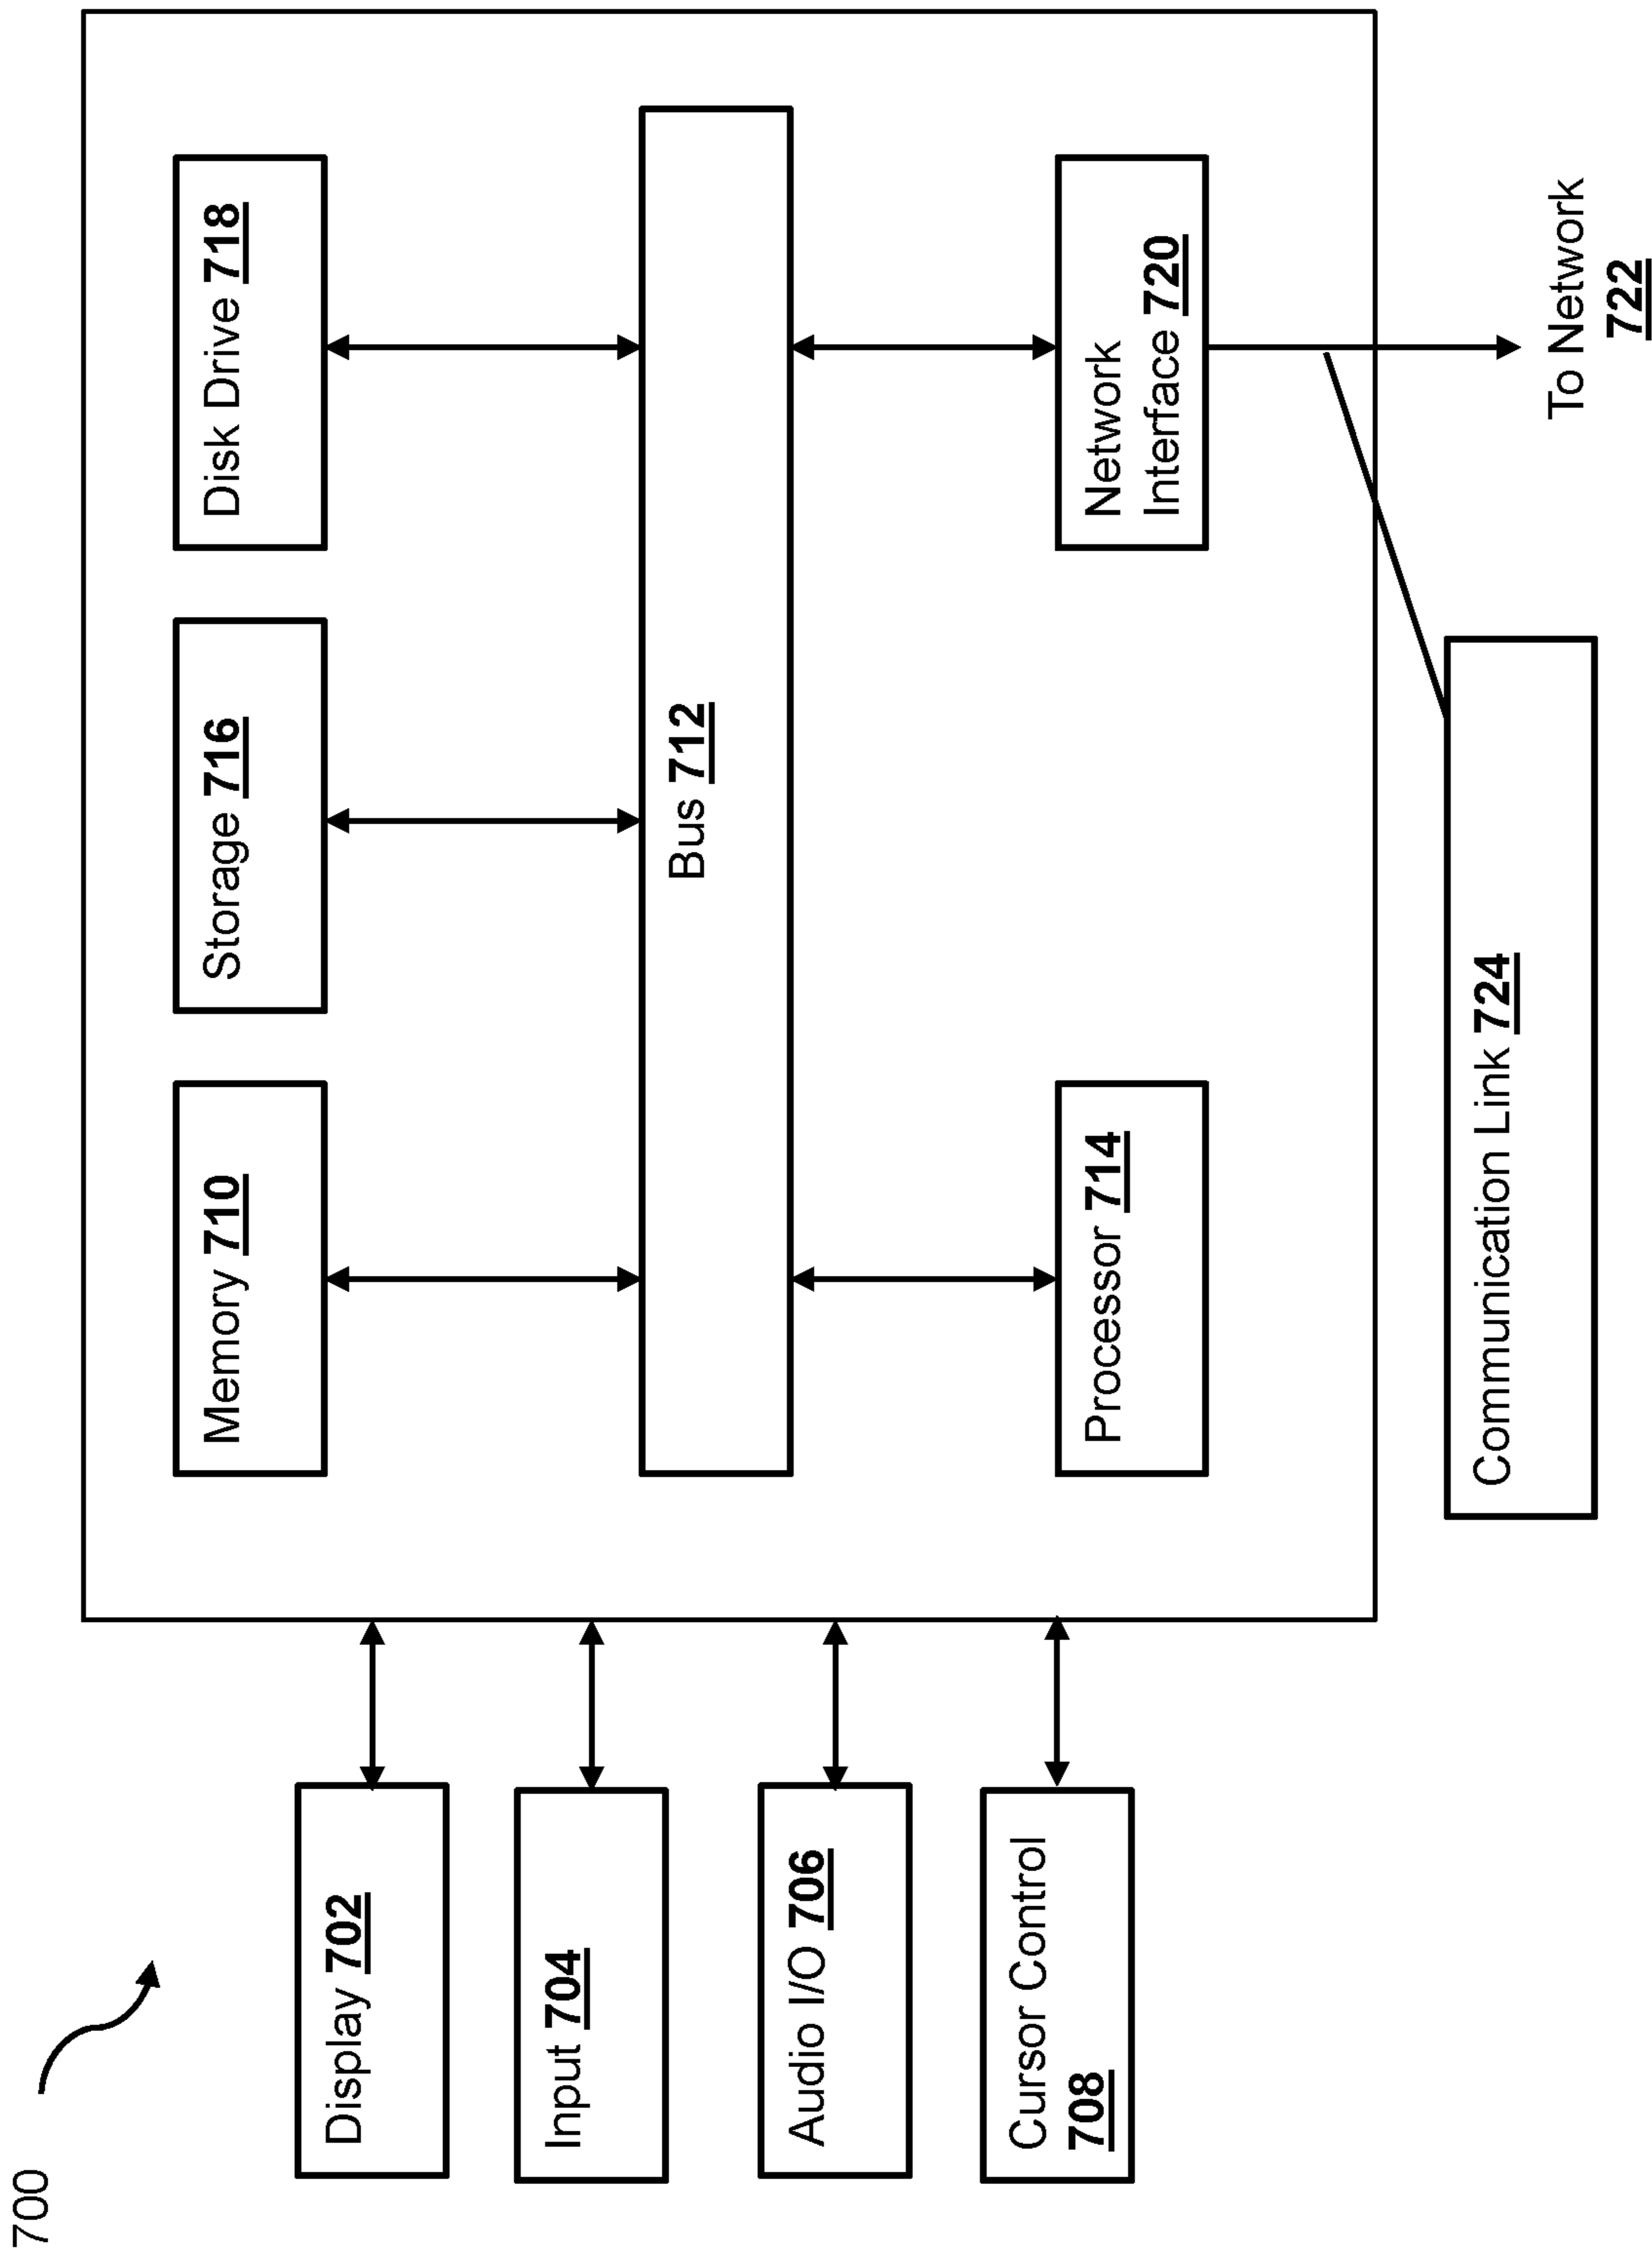 700
Display 702
Input 704
Audio I/O 706
Cursor Control
708
Memory 710
Storage 716
Disk Drive 718
Bus 712
Processor 714
Network
Interface 720
Communication Link 724
To Network
722